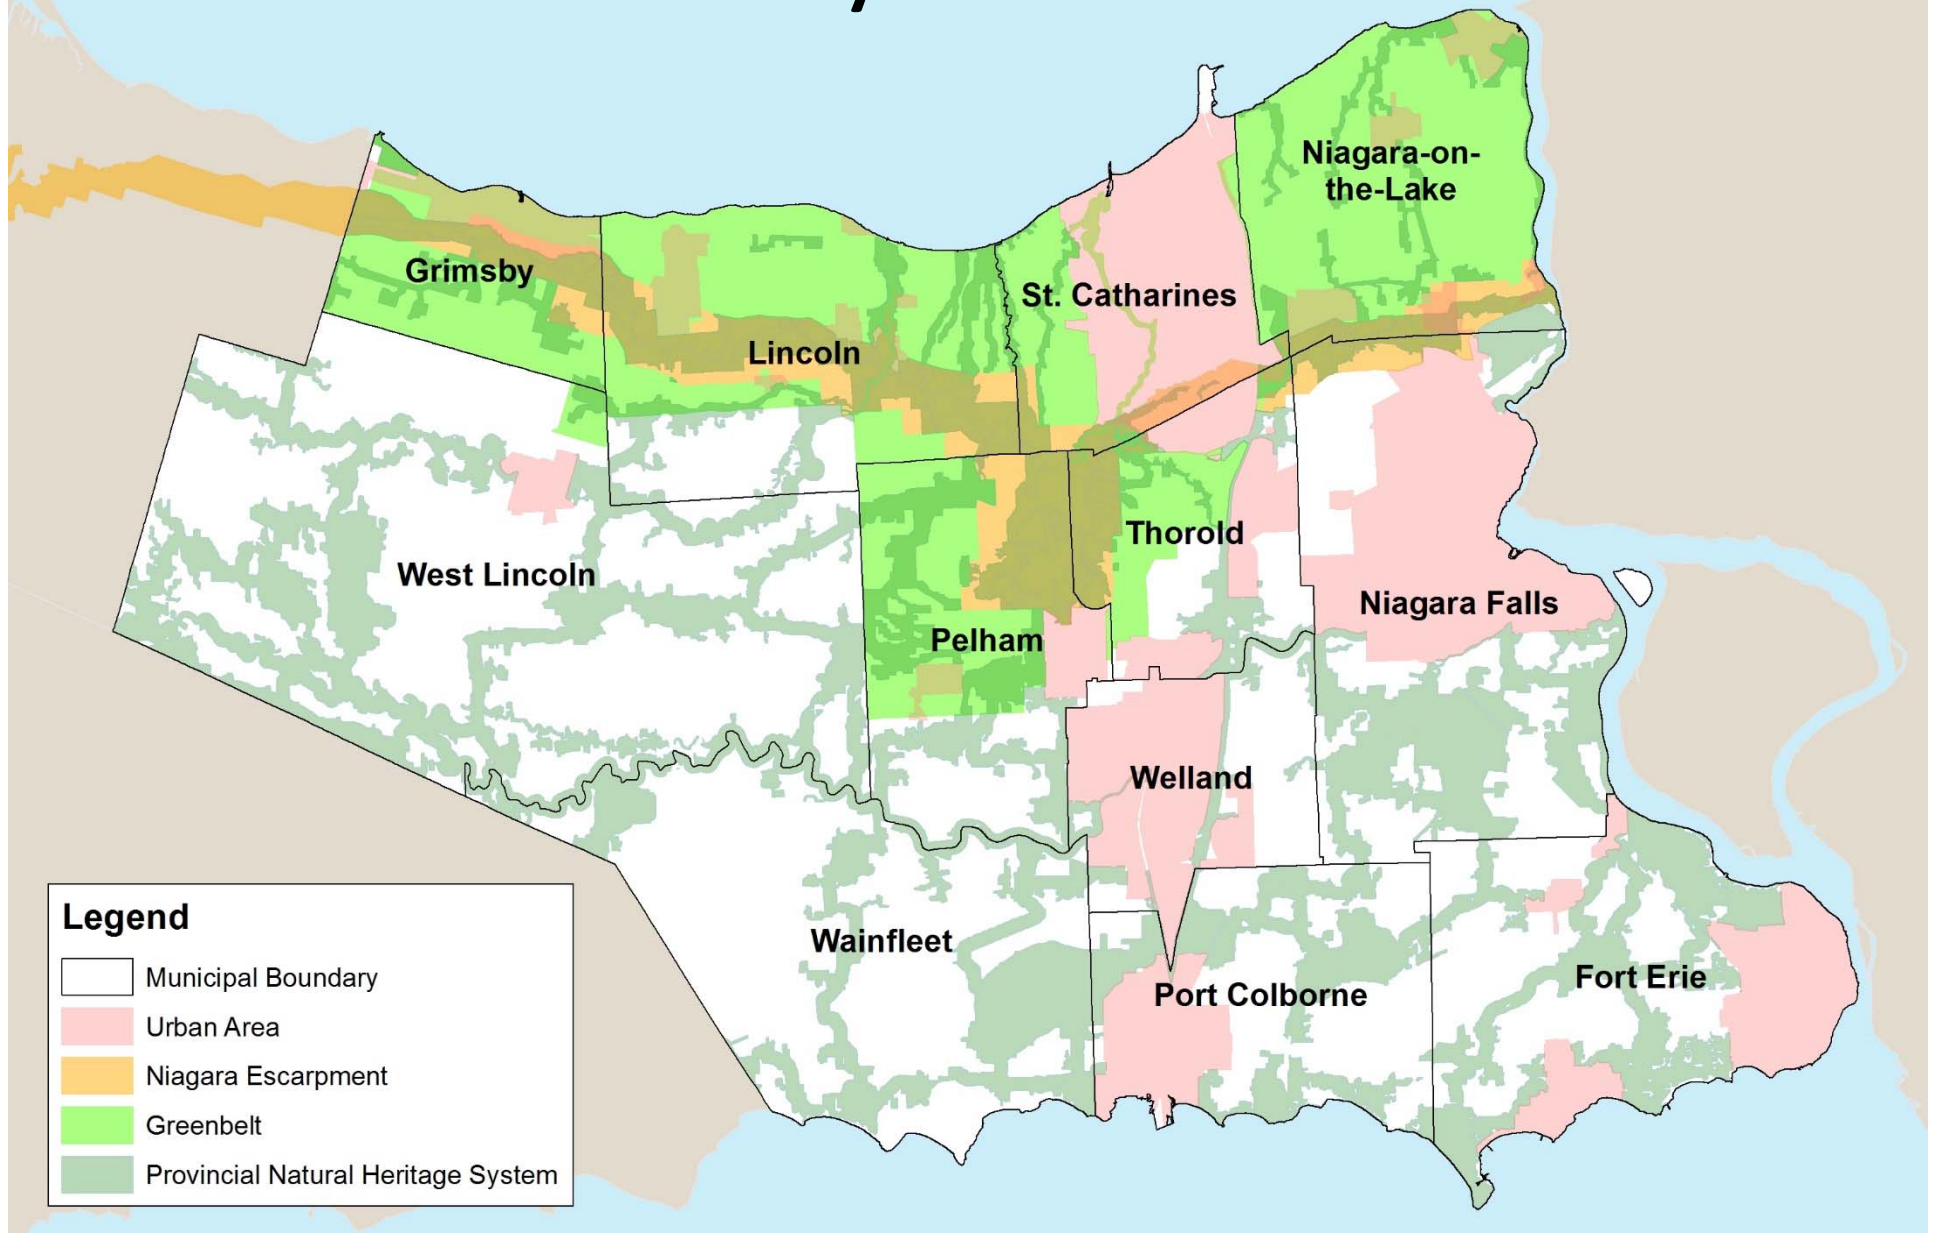 Niagara-on-
the-Lake
Grimsby
St. Catharines
Lincoln
Thorold
West Lincoln
Niagara Falls
Pelham
Welland
Wainfleet
Fort Erie
Port Colborne
Legend
Municipal Boundary
Urban Area
Niagara Escarpment
Greenbelt
Provincial Natural Heritage System